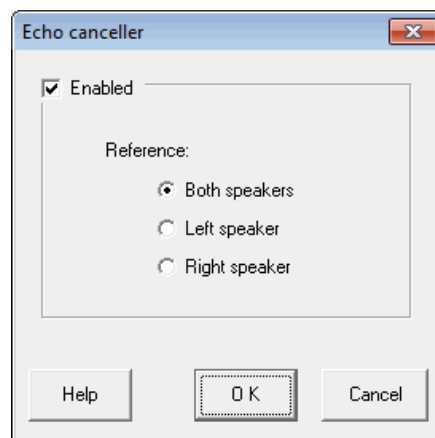 Echo canceller
Enabled
Reference:
Both speakers
Left speaker
Right speaker
Help OK Cancel